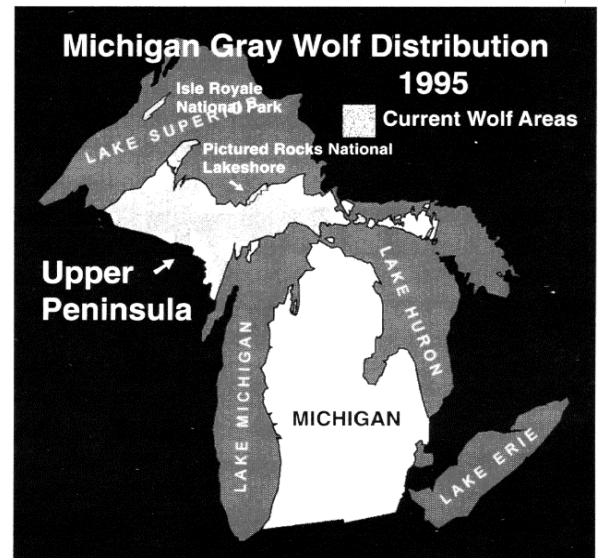 Michigan Gray Wolf Distribution
1995
Isle Royale
National Park
Current Wolf Areas
LAKE SUPERIOR
Pictured Rocks National
Lakeshore
Upper
Peninsula
LAKE HURON
LAKE MICHIGAN
MICHIGAN
LAKE ERIE